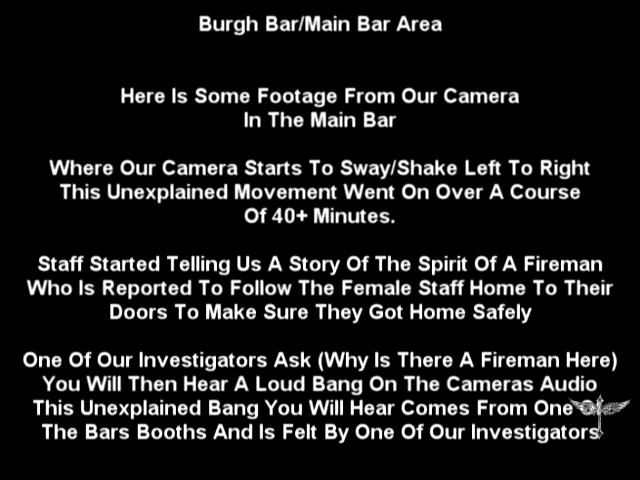 Burgh Bar/Main Bar Area
Here Is Some Footage From Our Camera
In The Main Bar
Where Our Camera Starts To Sway/Shake Left To Right
This Unexplained Movement Went On Over A Course
Of 40+ Minutes.
Staff Started Telling Us A Story Of The Spirit Of A Fireman
Who Is Reported To Follow The Female Staff Home To Their
Doors To Make Sure They Got Home Safely
One Of Our Investigators Ask (Why Is There A Fireman Here)
You Will Then Hear A Loud Bang On The Cameras Audio
This Unexplained Bang You Will Hear Comes From One
The Bars Booths And Is Felt By One Of Our Investigators